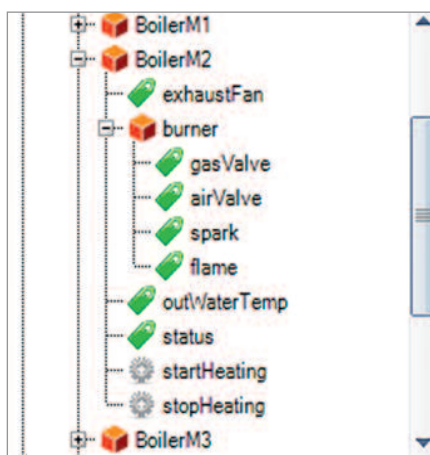 BoilerM1
BoilerM2
exhaustFan
burner
gasValve
airValve
spark
flame
outWaterTemp
status
startHeating
stopHeating
BoilerM3